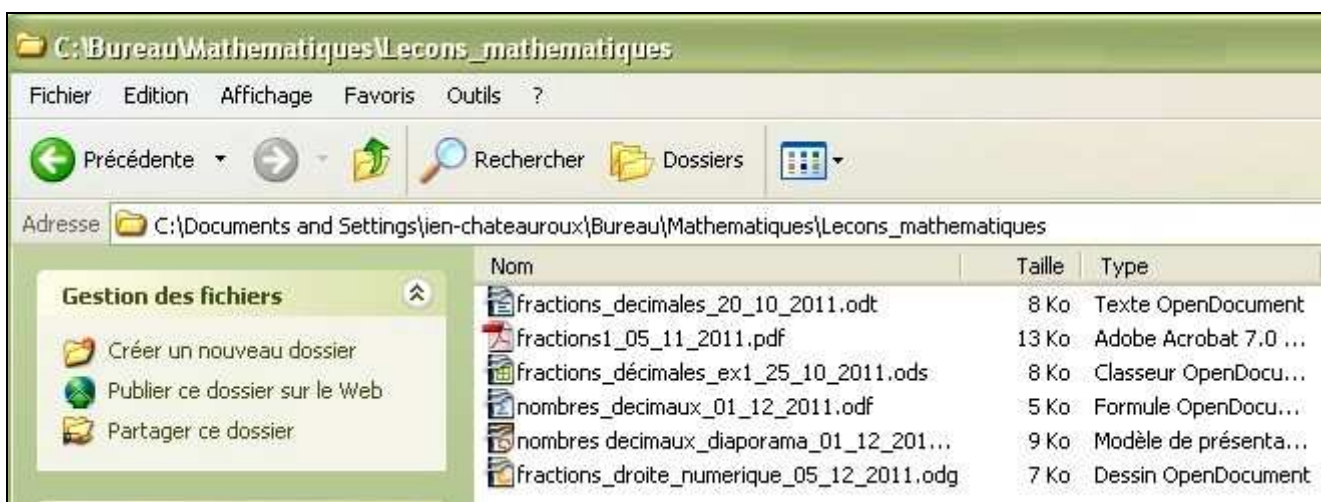 C:\Bureau\Mathematiques\Lecons_mathematiques
Fichier Edition Affichage Favoris Outils ?
Précédente Rechercher Dossiers
Adresse C:\Documents and Settings\ien-chateauroux\Bureau\Mathematiques\Lecons_mathematiques
Gestion des fichiers
Créer un nouveau dossier
Publier ce dossier sur le Web
Partager ce dossier
Nom Taille Type
fractions_decimales_20_10_2011.odt 8 Ko Texte OpenDocument
fractions1_05_11_2011.pdf 13 Ko Adobe Acrobat 7.0 ...
fractions_décimales_ex1_25_10_2011.ods 8 Ko Classeur OpenDocu...
nombres_decimaux_01_12_2011.odf 5 Ko Formule OpenDocu...
nombres decimaux_diaporama_01_12_201... 9 Ko Modèle de présenta...
fractions_droite_numerique_05_12_2011.odg 7 Ko Dessin OpenDocument